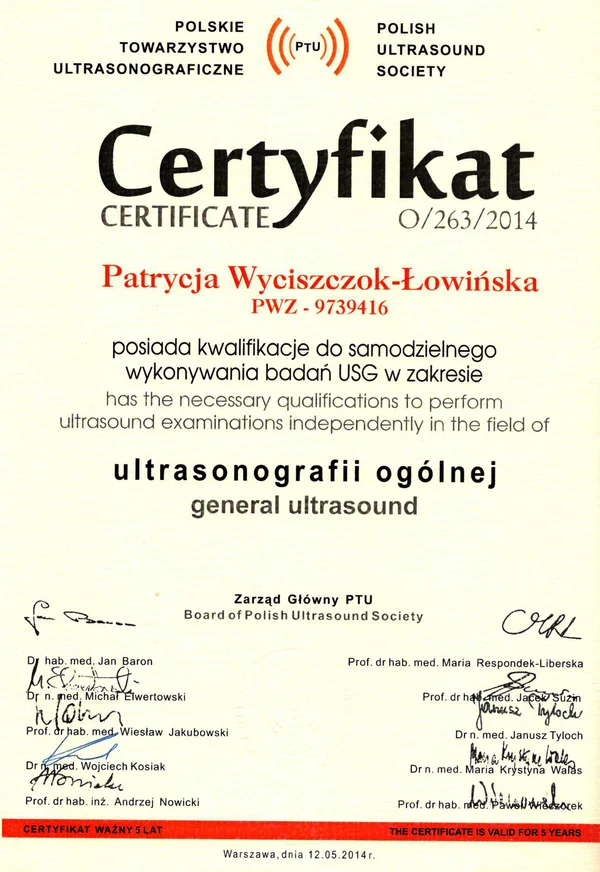 POLSKIE
TOWARZYSTWO
ULTRASONOGRAFICZNE
PTU
POLISH
ULTRASOUND
SOCIETY
Certyfikat
CERTIFICATE
O/263/2014
Patrycja Wyciszczok-Łowińska
PWZ - 9739416
posiada kwalifikacje do samodzielnego
wykonywania badań USG w zakresie
has the necessary qualifications to perform
ultrasound examinations independently in the field of
ultrasonografii ogólnej
general ultrasound
Zarząd Główny PTU
Board of Polish Ultrasound Society
Dr hab. med. Jan Baron
Dr n. med. Michał Elwertowski
Prof. dr hab. med. Wiesław Jakubowski
Dr n. med. Wojciech Kosiak
Prof. dr hab. inż. Andrzej Nowicki
Prof. dr hab. med. Maria Respondek-Liberska
Prof. dr hab. med. Jacek Suzin
Dr n. med. Janusz Tyloch
Dr n. med. Maria Krystyna Walas
Prof. dr hab. med. Paweł Wieczorek
CERTYFIKAT WAŻNY 5 LAT
THE CERTIFICATE IS VALID FOR 5 YEARS
Warszawa, dnia 12.05.2014 r.